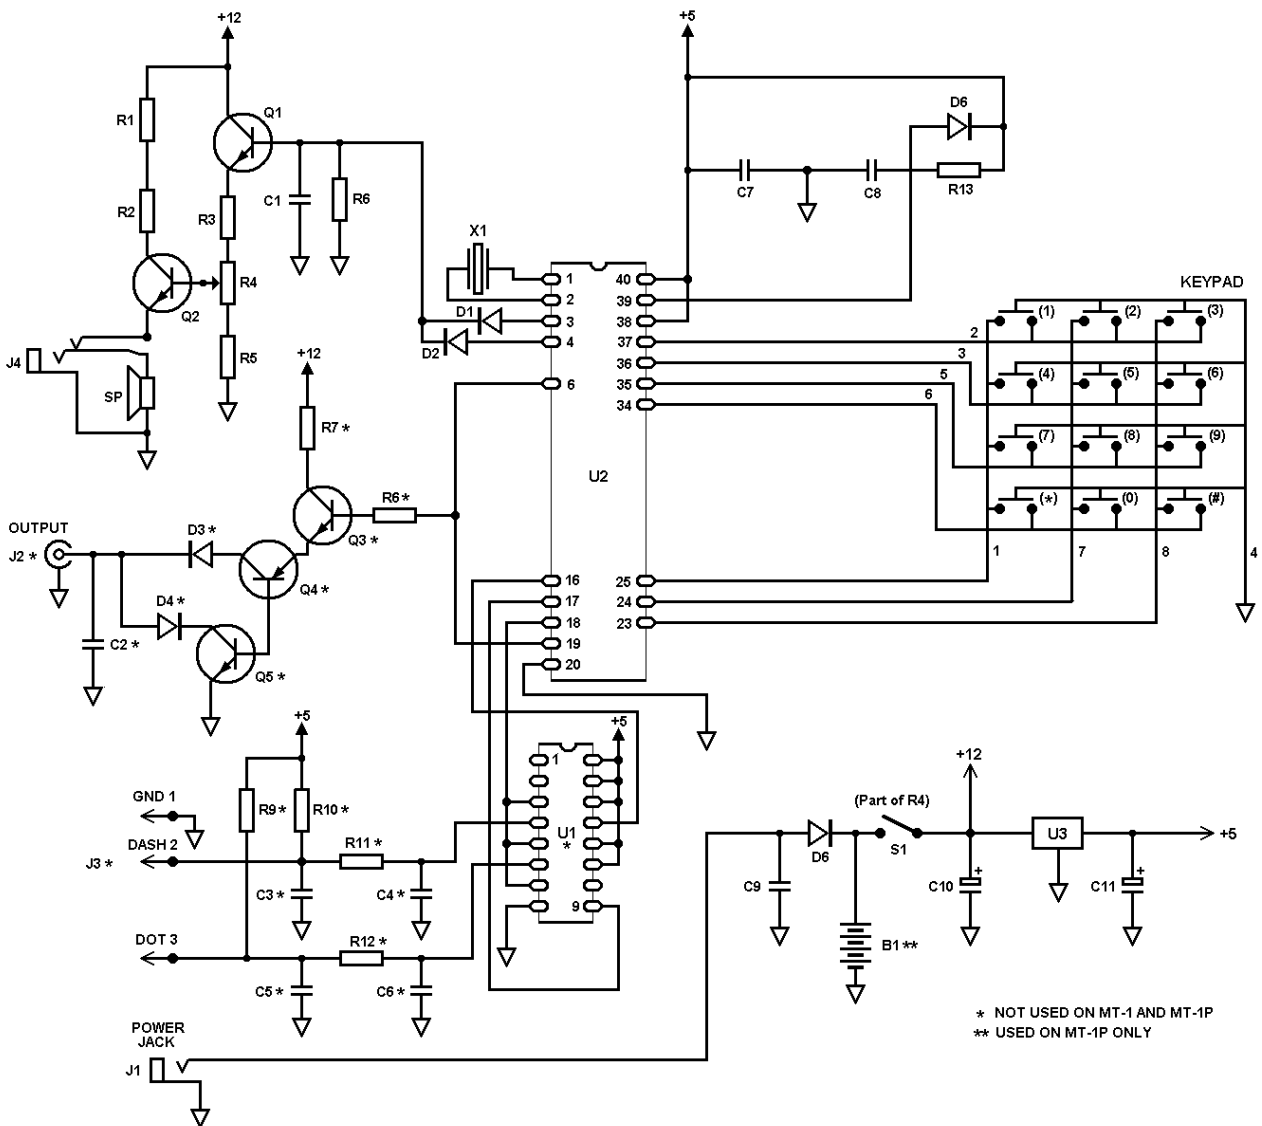 +12
+5
R1
Q1
D6
C7
C8
R13
R2
R3
C1
R6
X1
R4
Q2
1
2
3
4
6
40
39
38
37
36
35
34
D1
D2
KEYPAD
(1)
(2)
(3)
2
3
5
6
(4)
(5)
(6)
(7)
(8)
(9)
(*)
(0)
(#)
1
7
8
4
J4
SP
R5
+12
R7 *
U2
R6 *
Q3 *
OUTPUT
J2 *
D3 *
Q4 *
D4 *
C2 *
Q5 *
16
17
18
19
20
25
24
23
+5
+5
GND 1
R9 *
R10 *
DASH 2
J3 *
R11 *
C3 *
C4 *
1
U1
*
9
DOT 3
R12 *
C5 *
C6 *
+12
(Part of R4)
S1
D6
U3
+5
C9
C10
+
C11
+
B1 **
POWER
JACK
J1
* NOT USED ON MT-1 AND MT-1P
** USED ON MT-1P ONLY